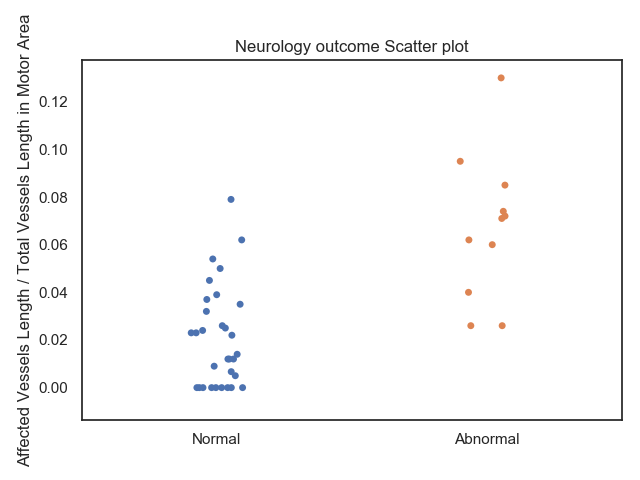 Neurology outcome Scatter plot
Affected Vessels Length / Total Vessels Length in Motor Area
0.12
0.10
0.08
0.06
0.04
0.02
0.00
Normal
Abnormal